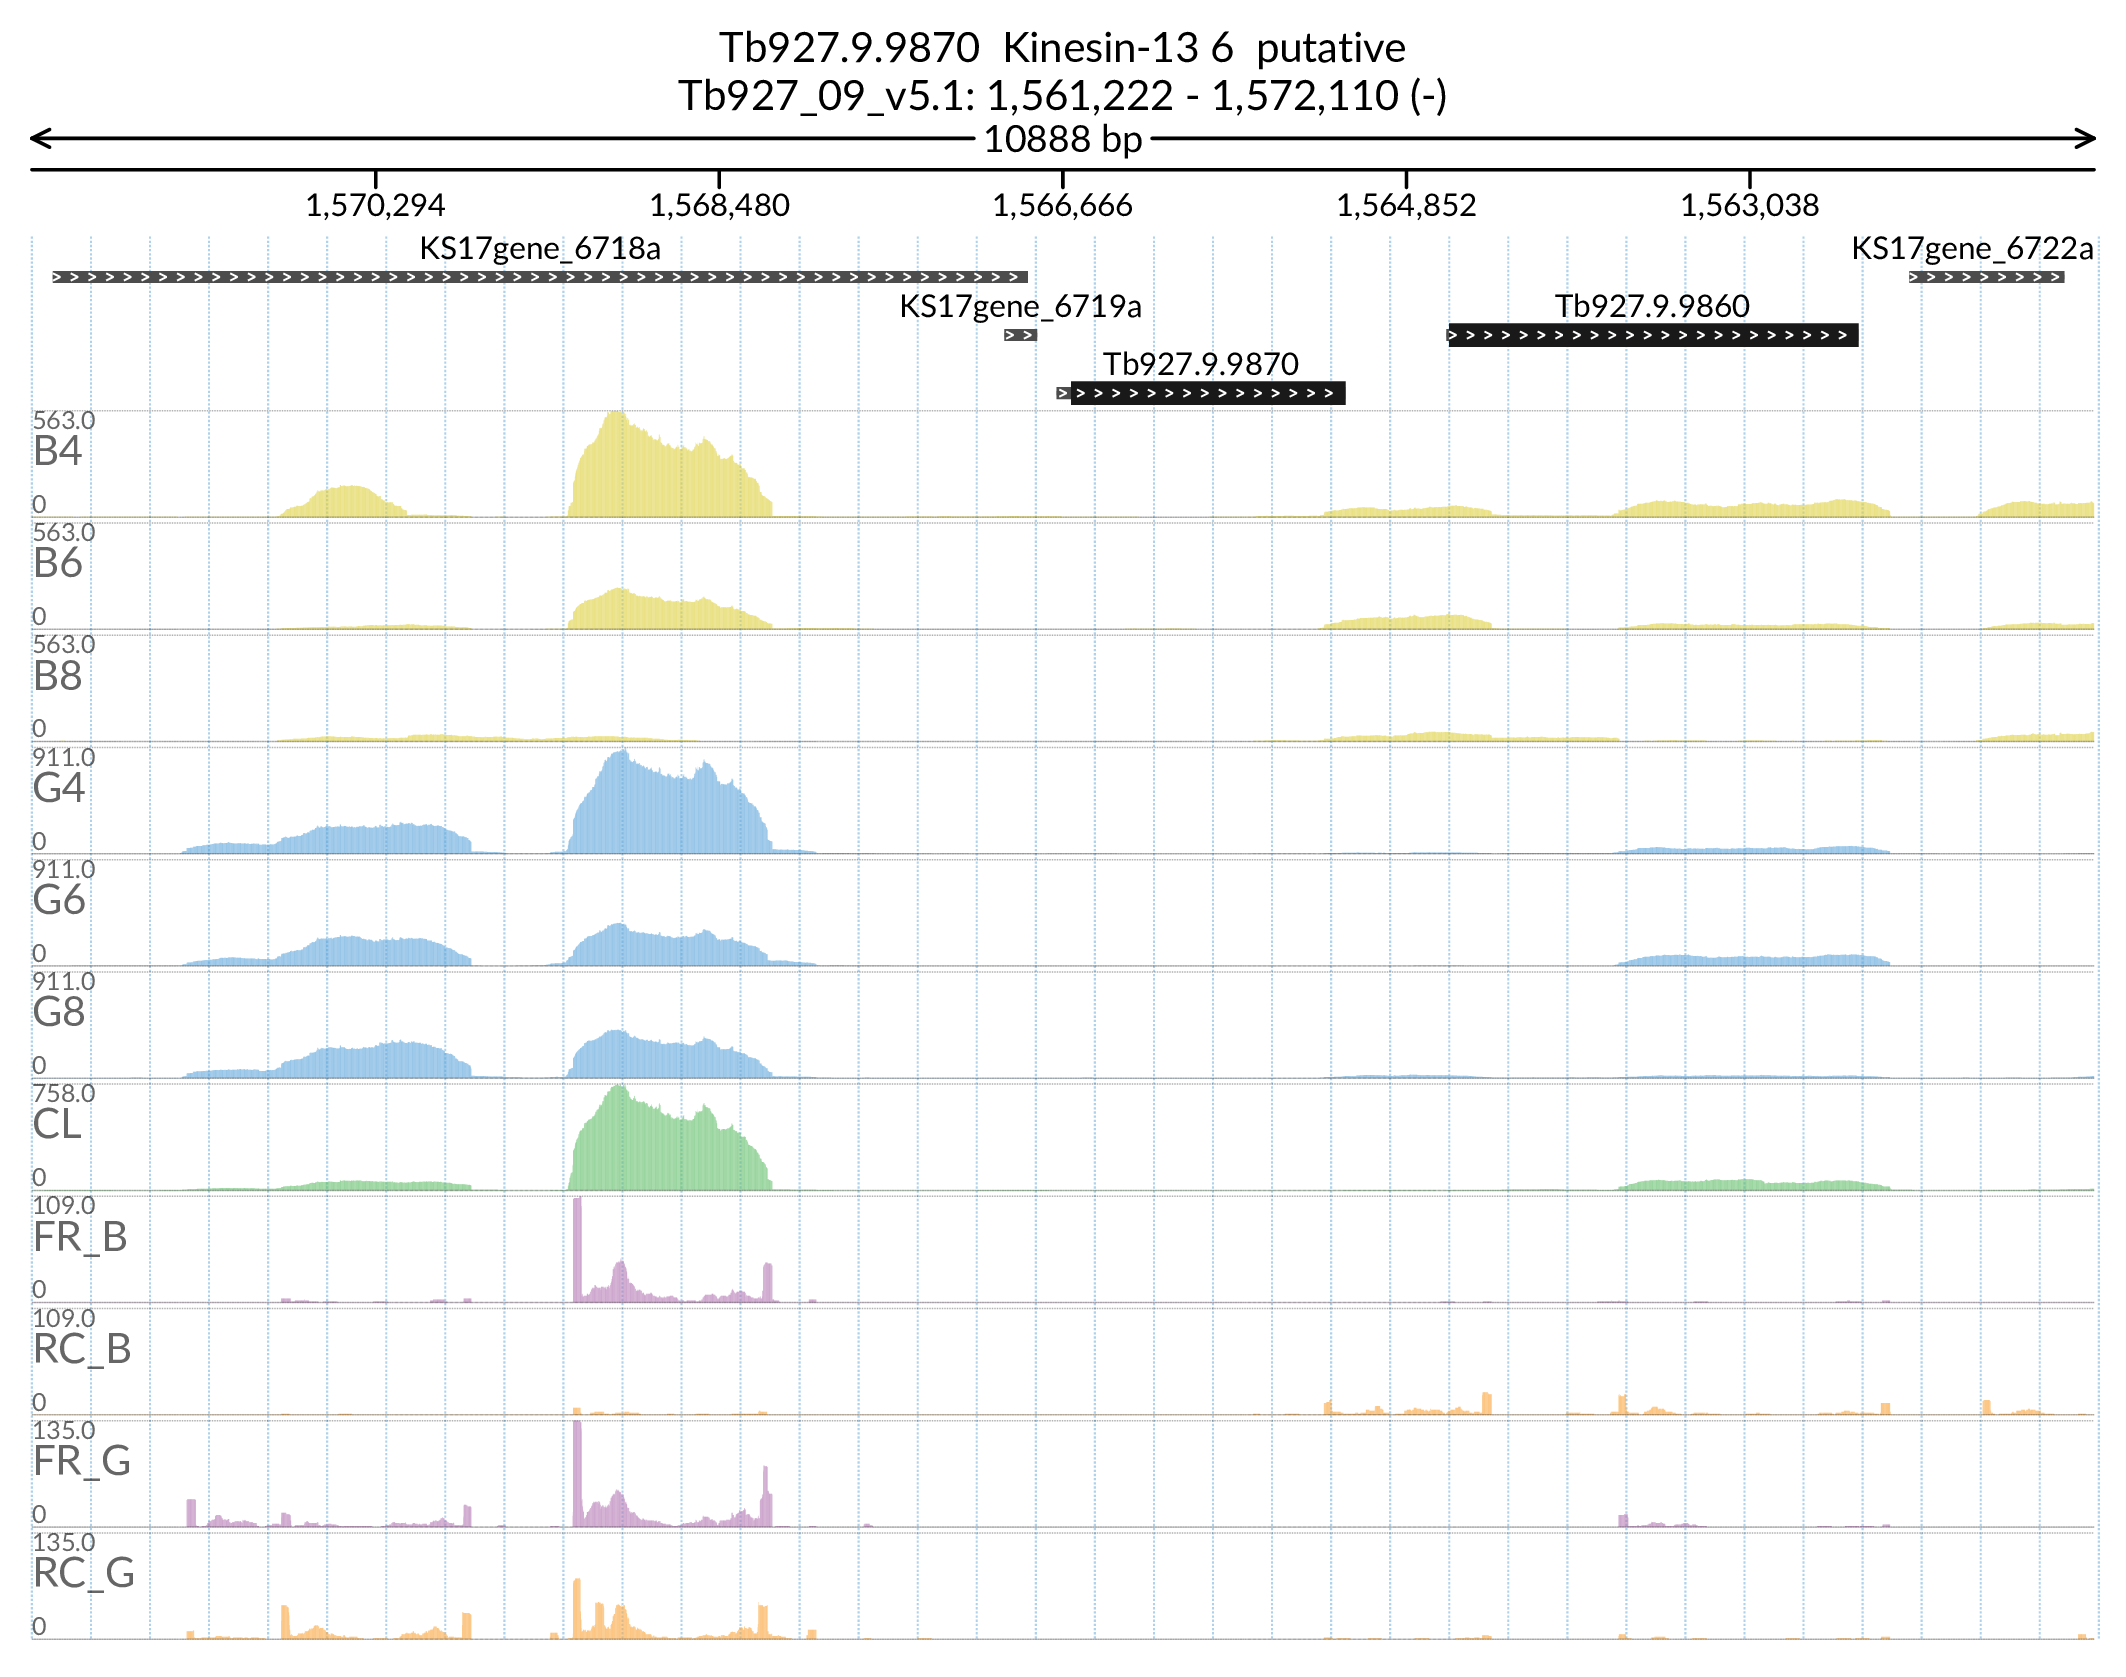 Tb927.9.9870  Kinesin-13 6  putative
Tb927_09_v5.1: 1,561,222 - 1,572,110 (-)
10888 bp
1,570,294 1,568,480 1,566,666 1,564,852 1,563,038
KS17gene_6718a KS17gene_6722a
KS17gene_6719a Tb927.9.9860
Tb927.9.9870
563.0
B4
0
563.0
B6
0
563.0
B8
0
911.0
G4
0
911.0
G6
0
911.0
G8
0
758.0
CL
0
109.0
FR_B
0
109.0
RC_B
0
135.0
FR_G
0
135.0
RC_G
0